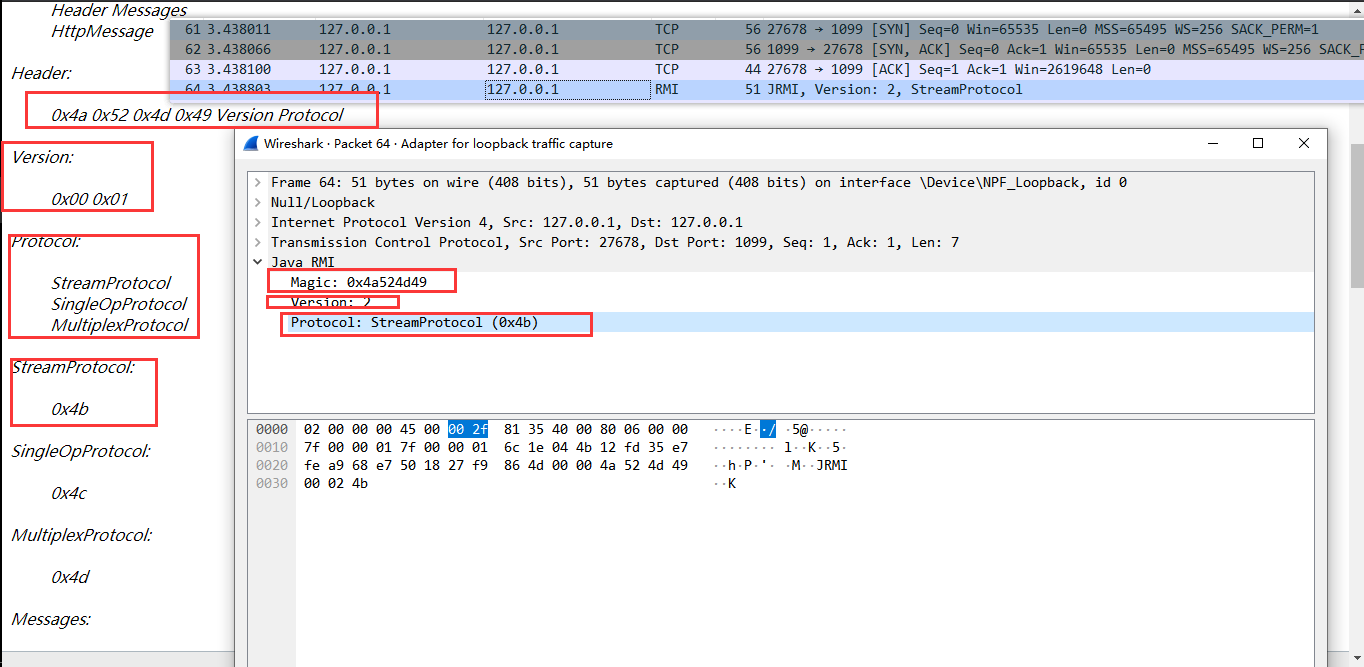 Header Messages
HttpMessage
Header:
0x4a 0x52 0x4d 0x49 Version Protocol
Version:
0x00 0x01
Protocol:
StreamProtocol
SingleOpProtocol
MultiplexProtocol
StreamProtocol:
0x4b
SingleOpProtocol:
0x4c
MultiplexProtocol:
0x4d
Messages:
61 3.438011 127.0.0.1 127.0.0.1 TCP 56 27678 → 1099 [SYN] Seq=0 Win=65535 Len=0 MSS=65495 WS=256 SACK_PERM=1
62 3.438066 127.0.0.1 127.0.0.1 TCP 56 1099 → 27678 [SYN, ACK] Seq=0 Ack=1 Win=65535 Len=0 MSS=65495 WS=256 SACK_P
63 3.438100 127.0.0.1 127.0.0.1 TCP 44 27678 → 1099 [ACK] Seq=1 Ack=1 Win=2619648 Len=0
64 3.438803 127.0.0.1 127.0.0.1 RMI 51 JRMI, Version: 2, StreamProtocol
Wireshark · Packet 64 · Adapter for loopback traffic capture
Frame 64: 51 bytes on wire (408 bits), 51 bytes captured (408 bits) on interface \Device\NPF_Loopback, id 0
Null/Loopback
Internet Protocol Version 4, Src: 127.0.0.1, Dst: 127.0.0.1
Transmission Control Protocol, Src Port: 27678, Dst Port: 1099, Seq: 1, Ack: 1, Len: 7
Java RMI
Magic: 0x4a524d49
Version: 2
Protocol: StreamProtocol (0x4b)
0000 02 00 00 00 45 00 00 2f 81 35 40 00 80 06 00 00 ····E··/ ·5@·····
0010 7f 00 00 01 7f 00 00 01 6c 1e 04 4b 12 fd 35 e7 ········ l··K··5·
0020 fe a9 68 e7 50 18 27 f9 86 4d 00 00 4a 52 4d 49 ··h·P·'· ·M··JRMI
0030 00 02 4b ··K